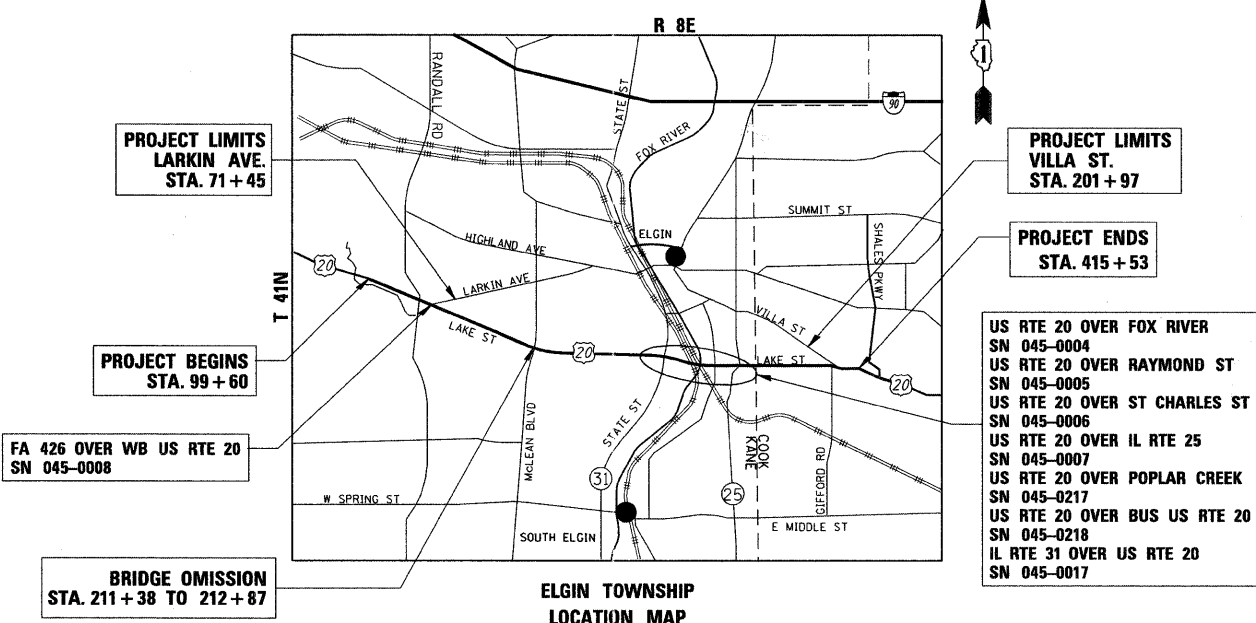 R 8E
1
RANDALL RD
STATE ST
90
FOX RIVER
PROJECT LIMITS
LARKIN AVE.
STA. 71+45
PROJECT LIMITS
VILLA ST.
STA. 201+97
SUMMIT ST
HIGHLAND AVE
ELGIN
SHALES PKWY
PROJECT ENDS
STA. 415+53
20
LARKIN AVE
T 41N
VILLA ST
LAKE ST
20
LAKE ST
20
PROJECT BEGINS
STA. 99+60
US RTE 20 OVER FOX RIVER
SN 045-0004
US RTE 20 OVER RAYMOND ST
SN 045-0005
US RTE 20 OVER ST CHARLES ST
SN 045-0006
US RTE 20 OVER IL RTE 25
SN 045-0007
US RTE 20 OVER POPLAR CREEK
SN 045-0217
US RTE 20 OVER BUS US RTE 20
SN 045-0218
IL RTE 31 OVER US RTE 20
SN 045-0017
FA 426 OVER WB US RTE 20
SN 045-0008
McLEAN BLVD
STATE ST
31
COOK
KANE
25
GIFFORD RD
W SPRING ST
SOUTH ELGIN
E MIDDLE ST
BRIDGE OMISSION
STA. 211+38 TO 212+87
ELGIN TOWNSHIP
LOCATION MAP